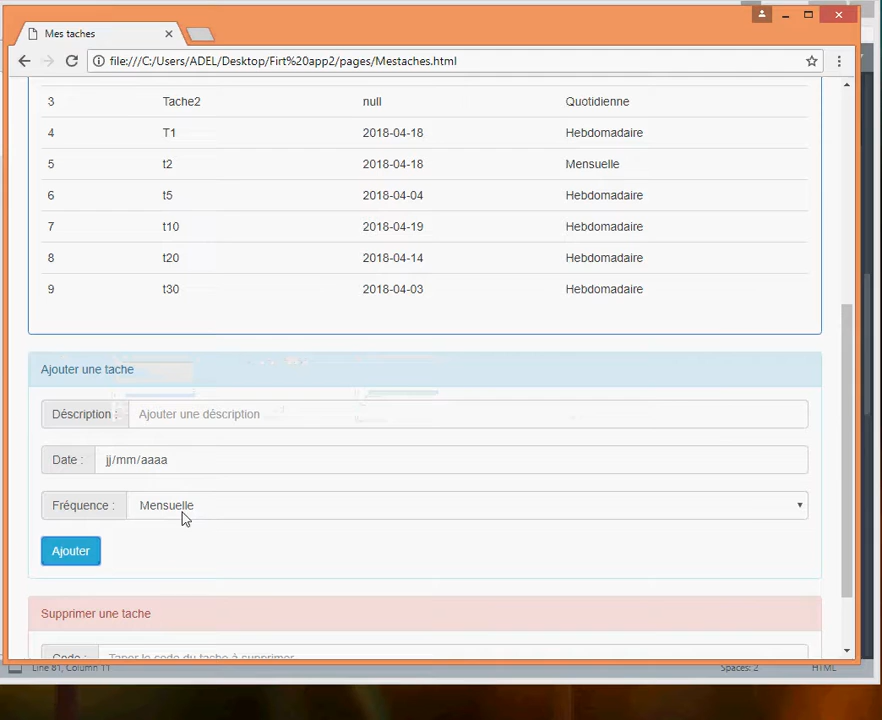 Mes taches
file:///C:/Users/ADEL/Desktop/Firt%20app2/pages/Mestaches.html
3 Tache2 null Quotidienne
4 T1 2018-04-18 Hebdomadaire
5 t2 2018-04-18 Mensuelle
6 t5 2018-04-04 Hebdomadaire
7 t10 2018-04-19 Hebdomadaire
8 t20 2018-04-14 Hebdomadaire
9 t30 2018-04-03 Hebdomadaire
Ajouter une tache
Déscription : Ajouter une déscription
Date : jj/mm/aaaa
Fréquence : Mensuelle
Ajouter
Supprimer une tache
Code : Taper le code du tache à supprimer
Line 81, Column 11 Spaces: 2 HTML